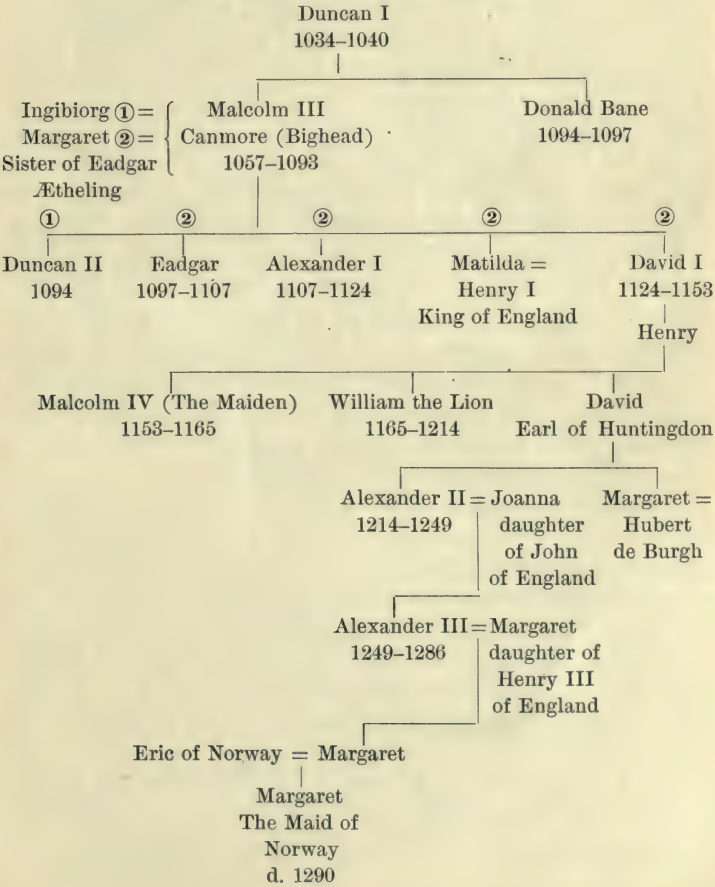 Duncan I
1034–1040
Ingibiorg ① = Malcolm III Donald Bane
Margaret ② = Canmore (Bighead) 1094–1097
Sister of Eadgar 1057–1093
Ætheling
① ② ② ② ②
Duncan II Eadgar Alexander I Matilda = David I
1094 1097–1107 1107–1124 Henry I 1124–1153
King of England
Henry
Malcolm IV (The Maiden) William the Lion David
1153–1165 1165–1214 Earl of Huntingdon
Alexander II = Joanna Margaret =
1214–1249 daughter Hubert
of John de Burgh
of England
Alexander III = Margaret
1249–1286 daughter of
Henry III
of England
Eric of Norway = Margaret
Margaret
The Maid of
Norway
d. 1290